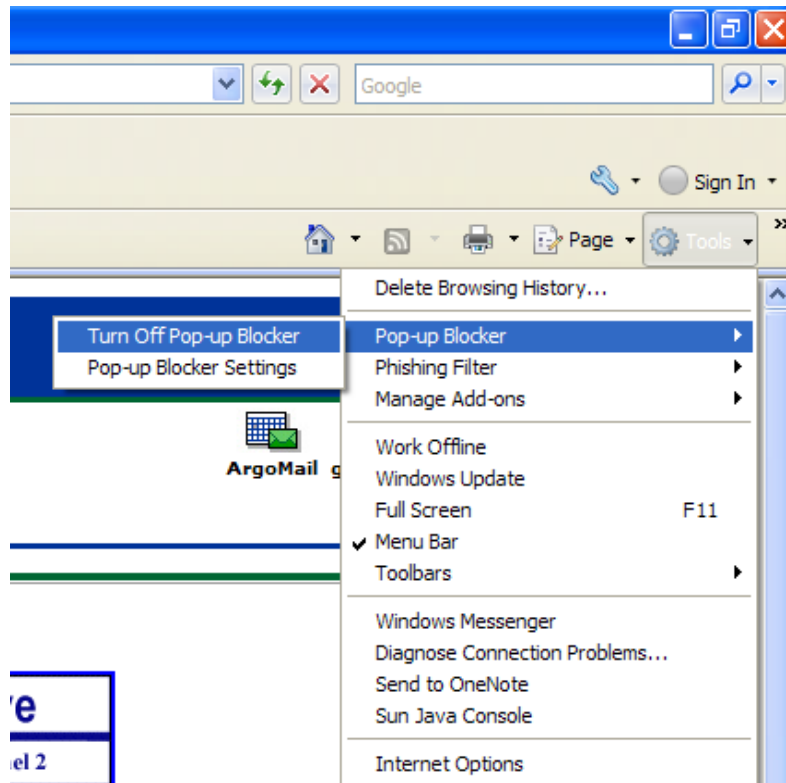 Google
Sign In
Page
Tools
»
Delete Browsing History...
Turn Off Pop-up Blocker
Pop-up Blocker Settings
Pop-up Blocker
Phishing Filter
Manage Add-ons
Work Offline
Windows Update
Full Screen F11
Menu Bar
Toolbars
Windows Messenger
Diagnose Connection Problems...
Send to OneNote
Sun Java Console
Internet Options
ArgoMail g
e
el 2